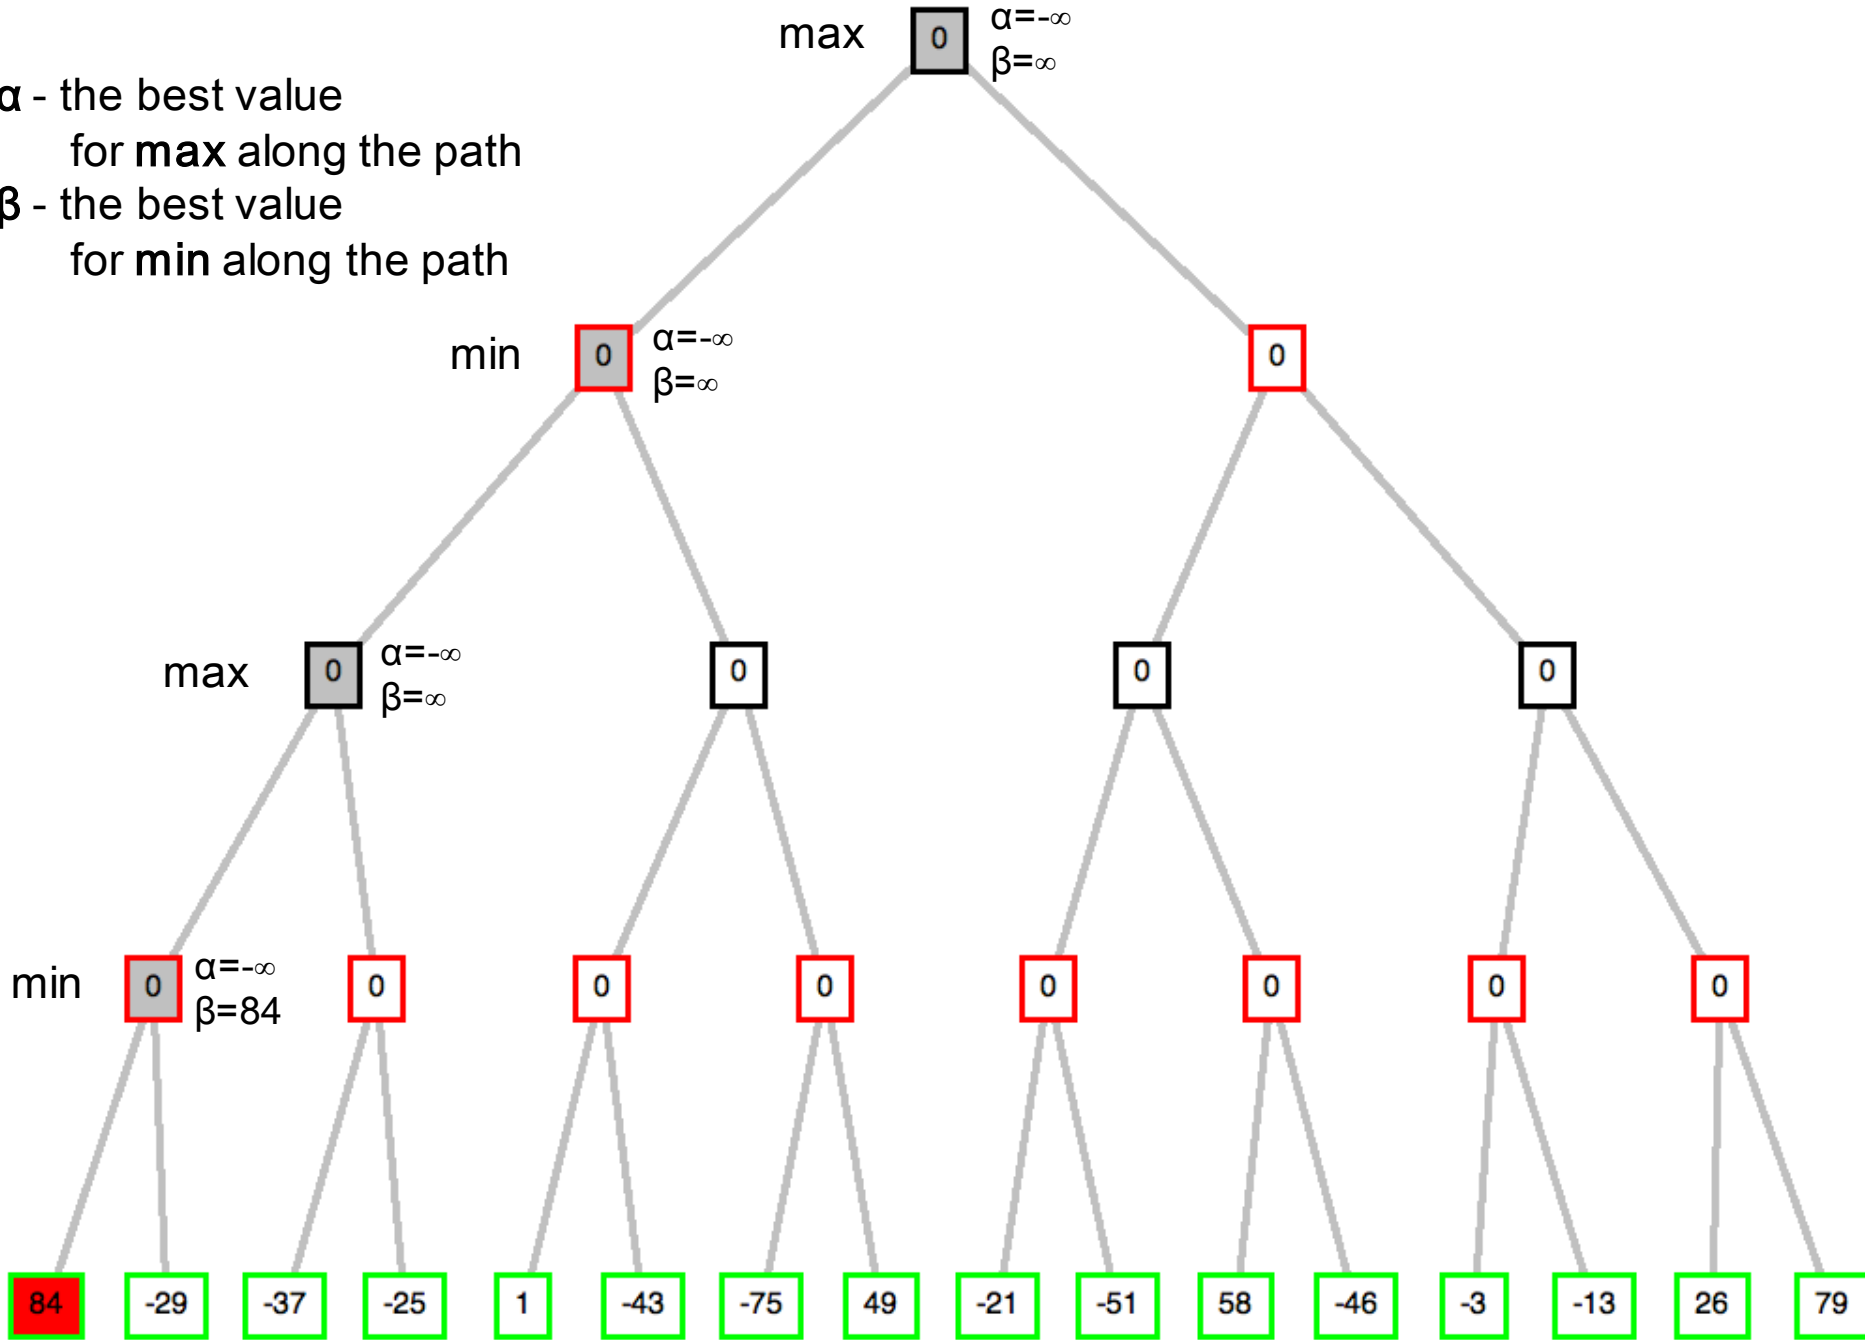 max 0 α=-∞
β=∞
α - the best value
for max along the path
β - the best value
for min along the path
min 0 α=-∞ 0
β=∞
max 0 α=-∞ 0 0 0
β=∞
min 0 α=-∞ 0 0 0 0 0 0 0
β=84
84 -29 -37 -25 1 -43 -75 49 -21 -51 58 -46 -3 -13 26 79